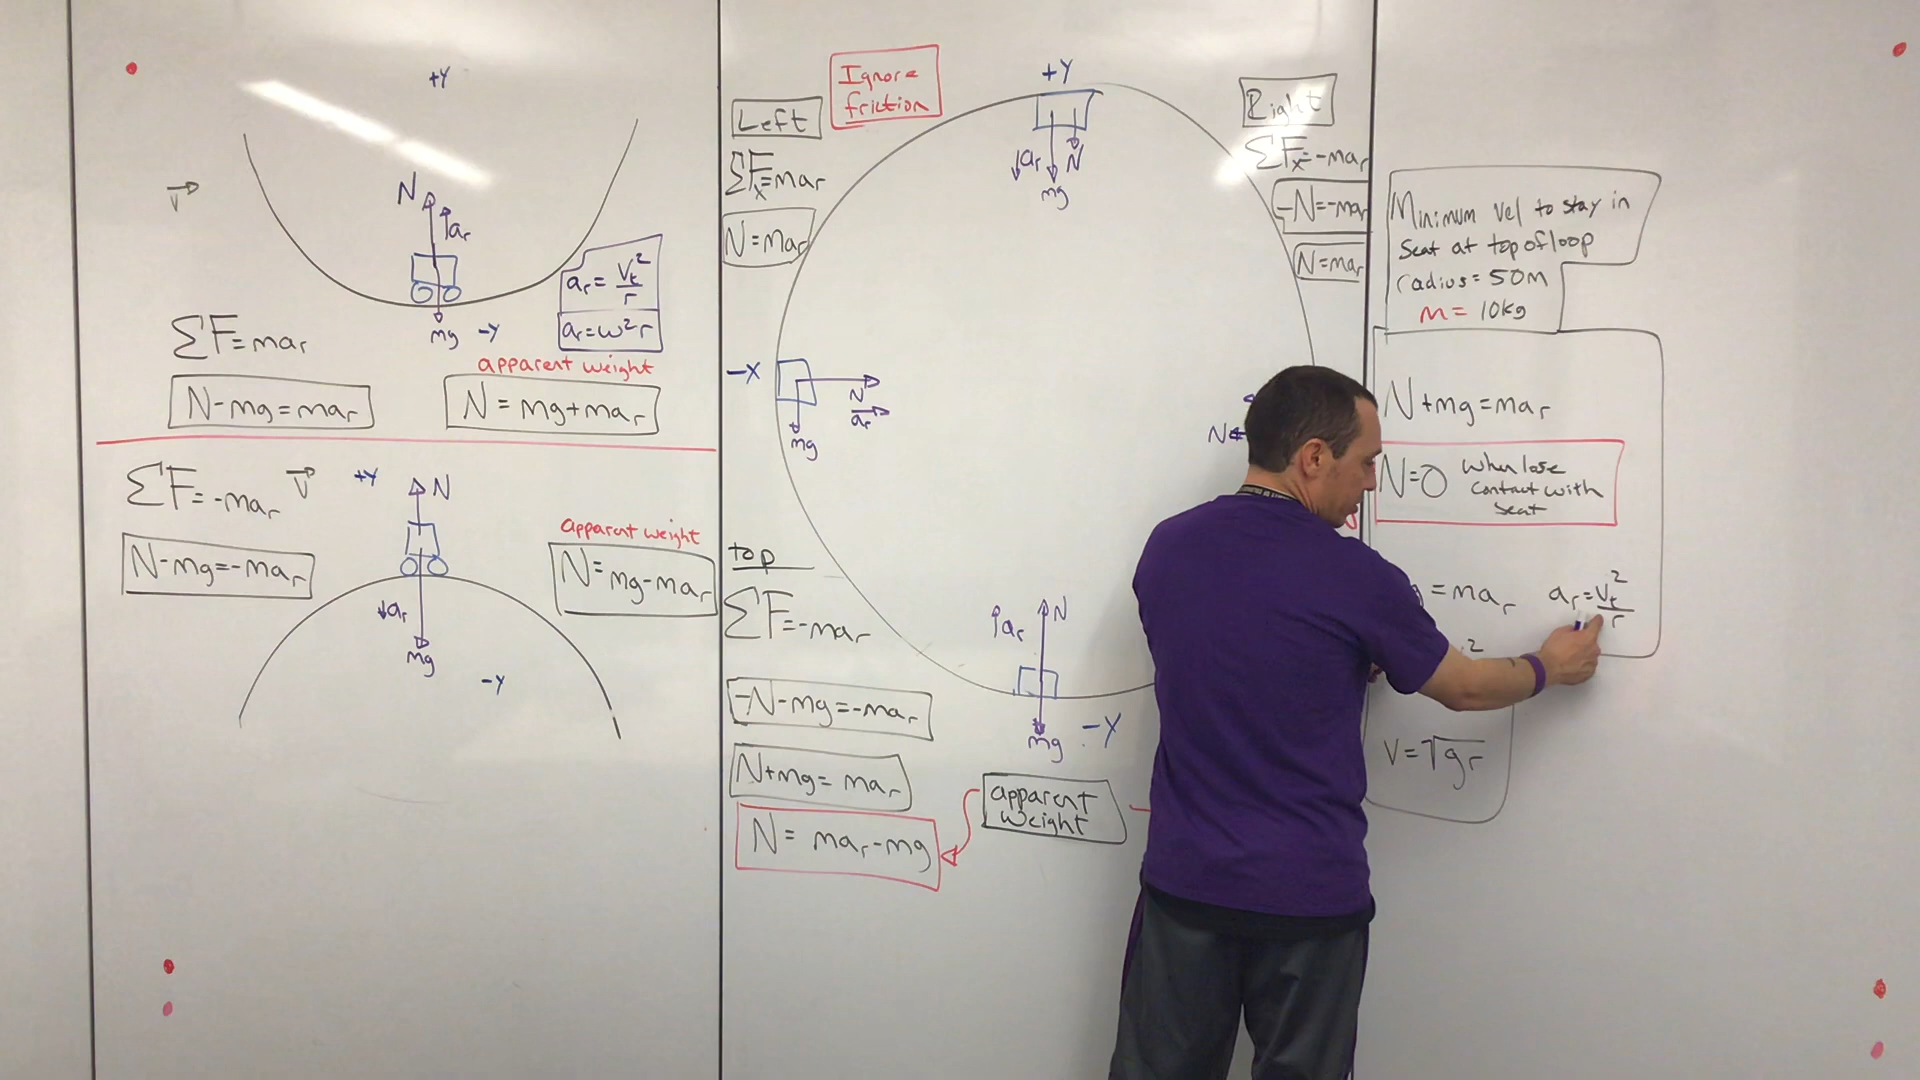 +Y
V
N
ar
mg
-Y
ar = Vt²/r
ar = ω²r
ΣF = mar
apparent weight
N - mg = mar
N = mg + mar
ΣF = -mar
V
+Y
N
apparent weight
N - mg = -mar
N = mg - mar
ar
mg
-Y
Left
Ignore
friction
+Y
Right
ΣFx = mar
ar
mg
N
ΣFx = -mar
N = mar
-N = -mar
N = mar
-X
N
ar
mg
N
top
ΣF = -mar
ar
N
mg
-Y
-N - mg = -mar
N + mg = mar
apparent
weight
N = mar - mg
Minimum Vel to stay in
Seat at top of loop
radius = 50m
m = 10kg
N + mg = mar
N = 0 when lose
contact with
seat
= mar
ar = Vt²/r
2
V = √gr